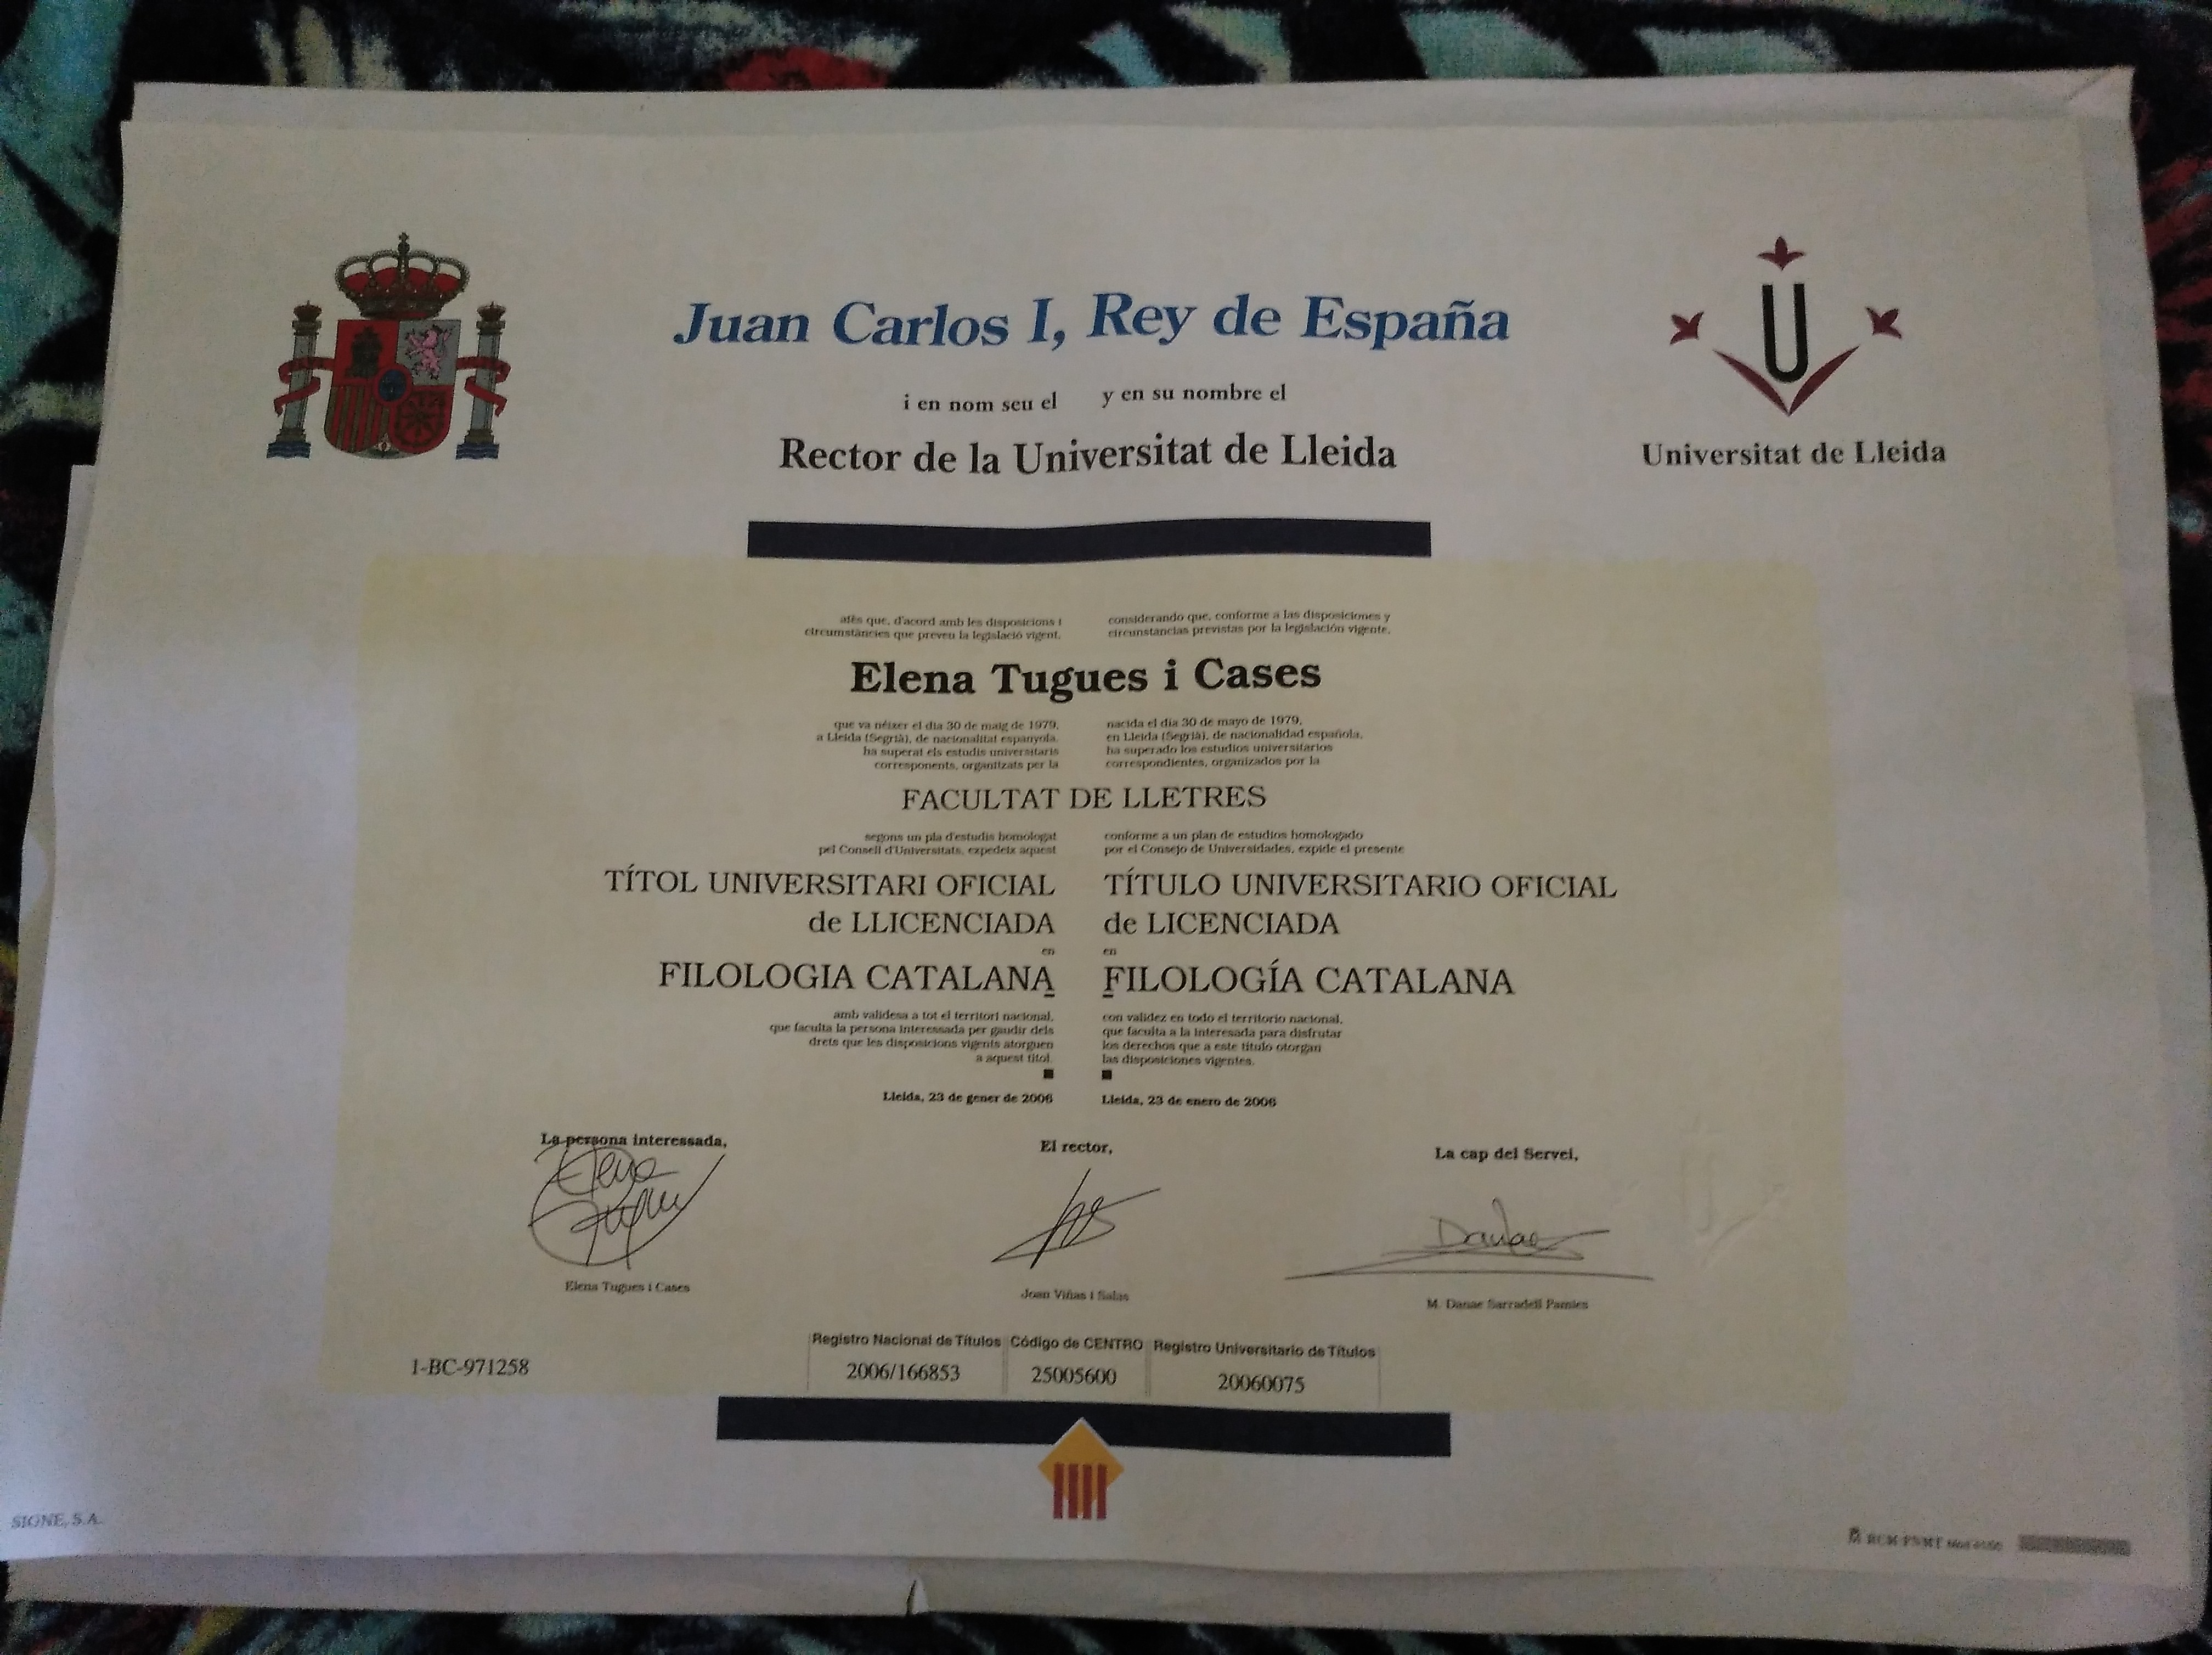 Juan Carlos I, Rey de España
i en nom seu el
y en su nombre el
Rector de la Universitat de Lleida
Universitat de Lleida
atès que, d'acord amb les disposicions i
circumstàncies que preveu la legislació vigent,
considerando que, conforme a las disposiciones y
circunstancias previstas por la legislación vigente,
Elena Tugues i Cases
que va néixer el dia 30 de maig de 1979,
a Lleida (Segrià), de nacionalitat espanyola,
ha superat els estudis universitaris
corresponents, organitzats per la
nacida el día 30 de mayo de 1979,
en Lleida (Segrià), de nacionalidad española,
ha superado los estudios universitarios
correspondientes, organizados por la
FACULTAT DE LLETRES
segons un pla d'estudis homologat
pel Consell d'Universitats, expedeix aquest
conforme a un plan de estudios homologado
por el Consejo de Universidades, expide el presente
TÍTOL UNIVERSITARI OFICIAL
de LLICENCIADA
en
FILOLOGIA CATALANA
TÍTULO UNIVERSITARIO OFICIAL
de LICENCIADA
en
FILOLOGÍA CATALANA
amb validesa a tot el territori nacional,
que faculta la persona interessada per gaudir dels
drets que les disposicions vigents atorguen
a aquest títol.
con validez en todo el territorio nacional,
que faculta a la interesada para disfrutar
los derechos que a este título otorgan
las disposiciones vigentes.
Lleida, 23 de gener de 2006
Lleida, 23 de enero de 2006
La persona interessada,
Elena Tugues
Elena Tugues i Cases
El rector,
Joan Viñas i Salas
La cap del Servei,
Danae
M. Danae Sarradell Pamies
1-BC-971258
Registro Nacional de Títulos
2006/166853
Código de CENTRO
25005600
Registro Universitario de Títulos
20060075
SIGNE, S.A.